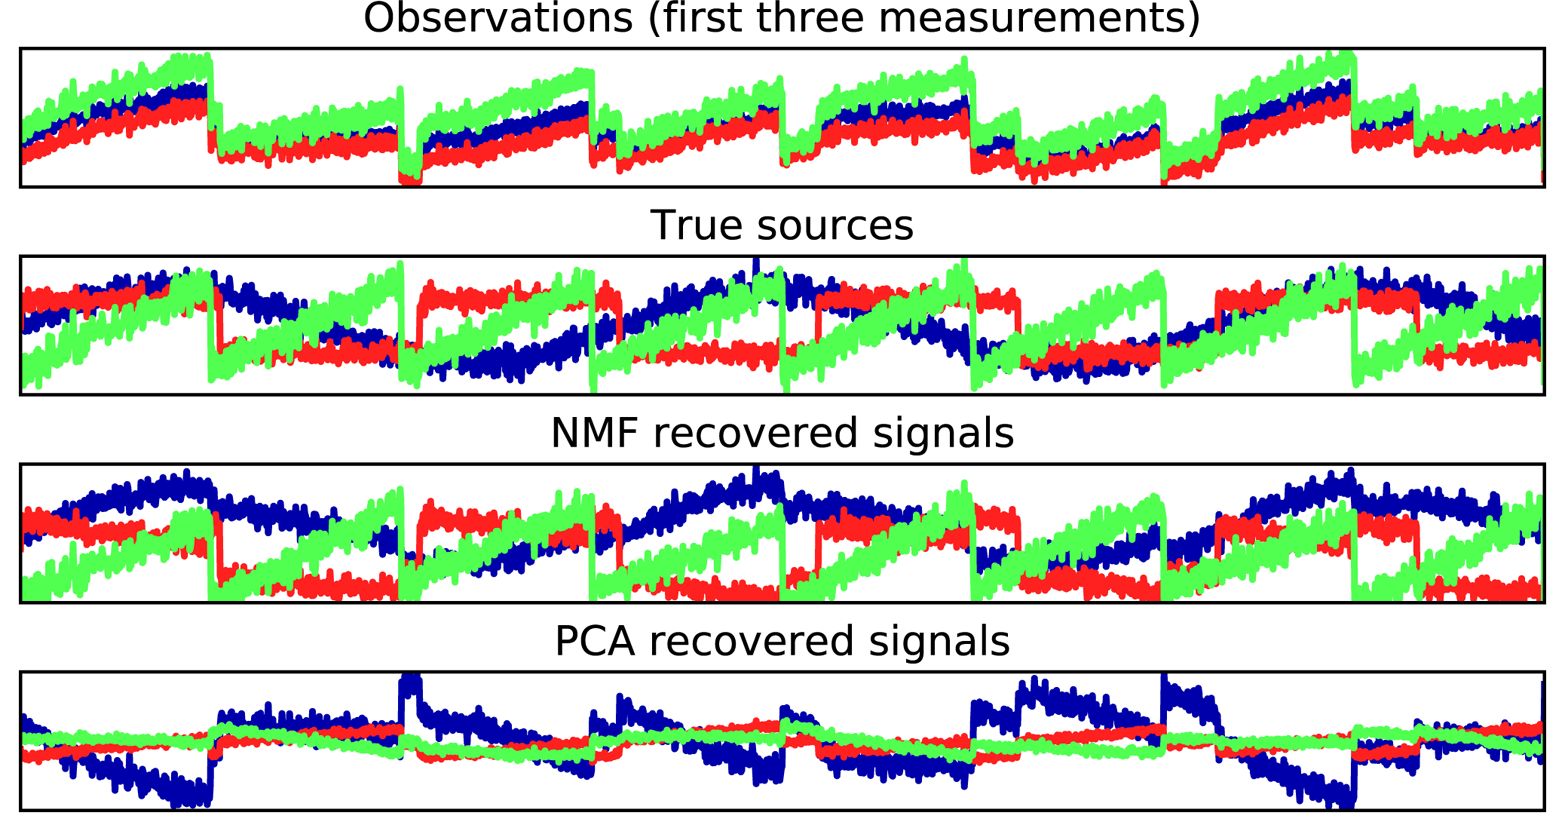 Observations (first three measurements)
True sources
NMF recovered signals
PCA recovered signals